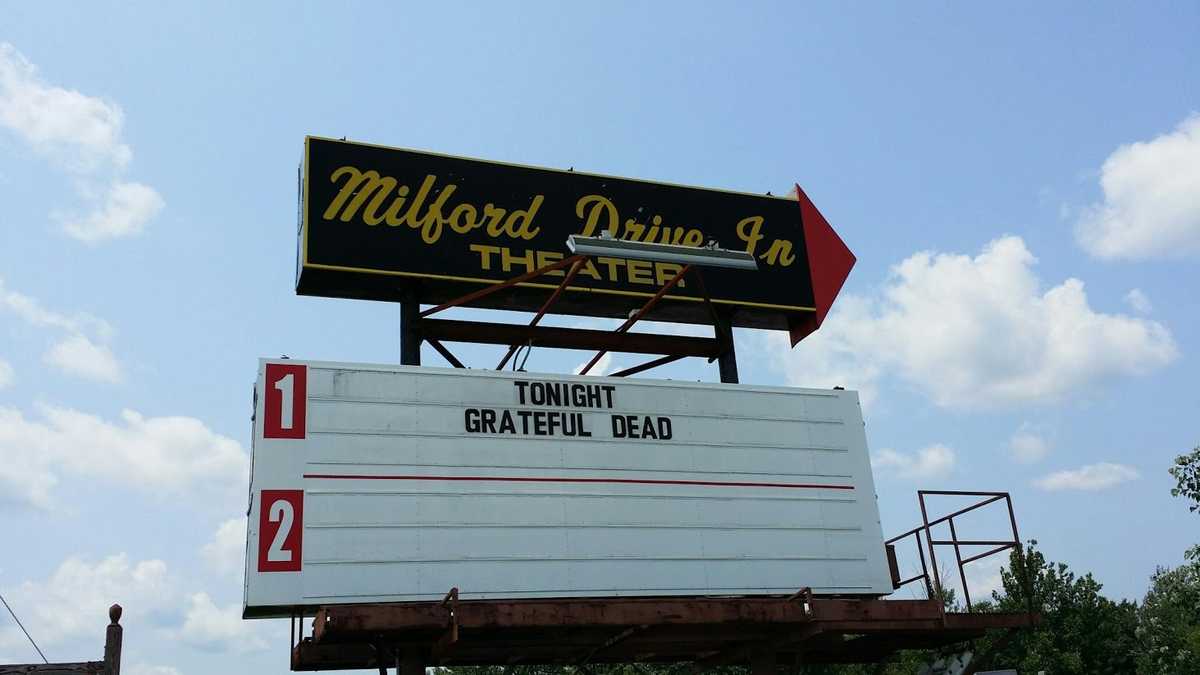 Milford Drive In
THEATER
1
TONIGHT
GRATEFUL DEAD
2